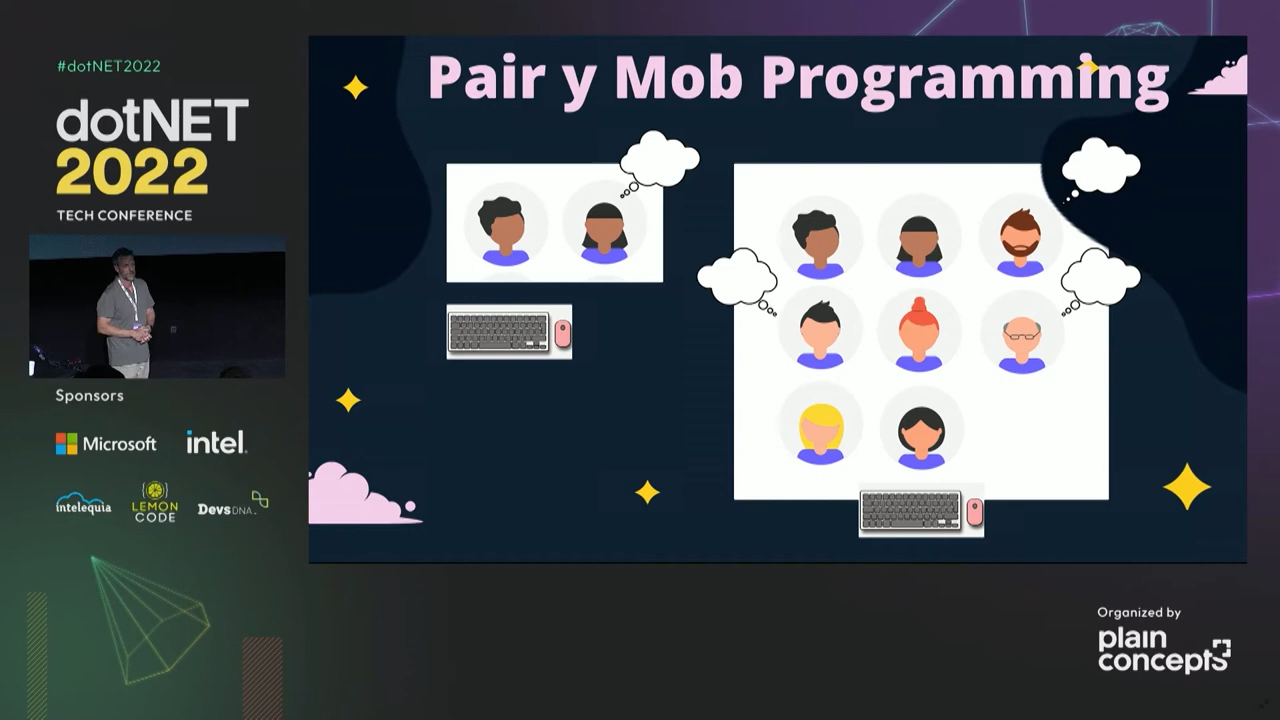 #dotNET2022
dotNET
2022
TECH CONFERENCE
Sponsors
Microsoft
intel.
intelequia
LEMON
CODE
DevsDNA
Pair y Mob Programming
Organized by
plain
concepts